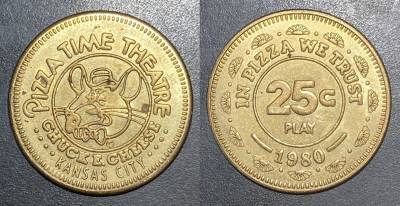 PIZZA TIME THEATRE
CHUCK E. CHEESE
KANSAS CITY
IN PIZZA WE TRUST
25¢
PLAY
1980